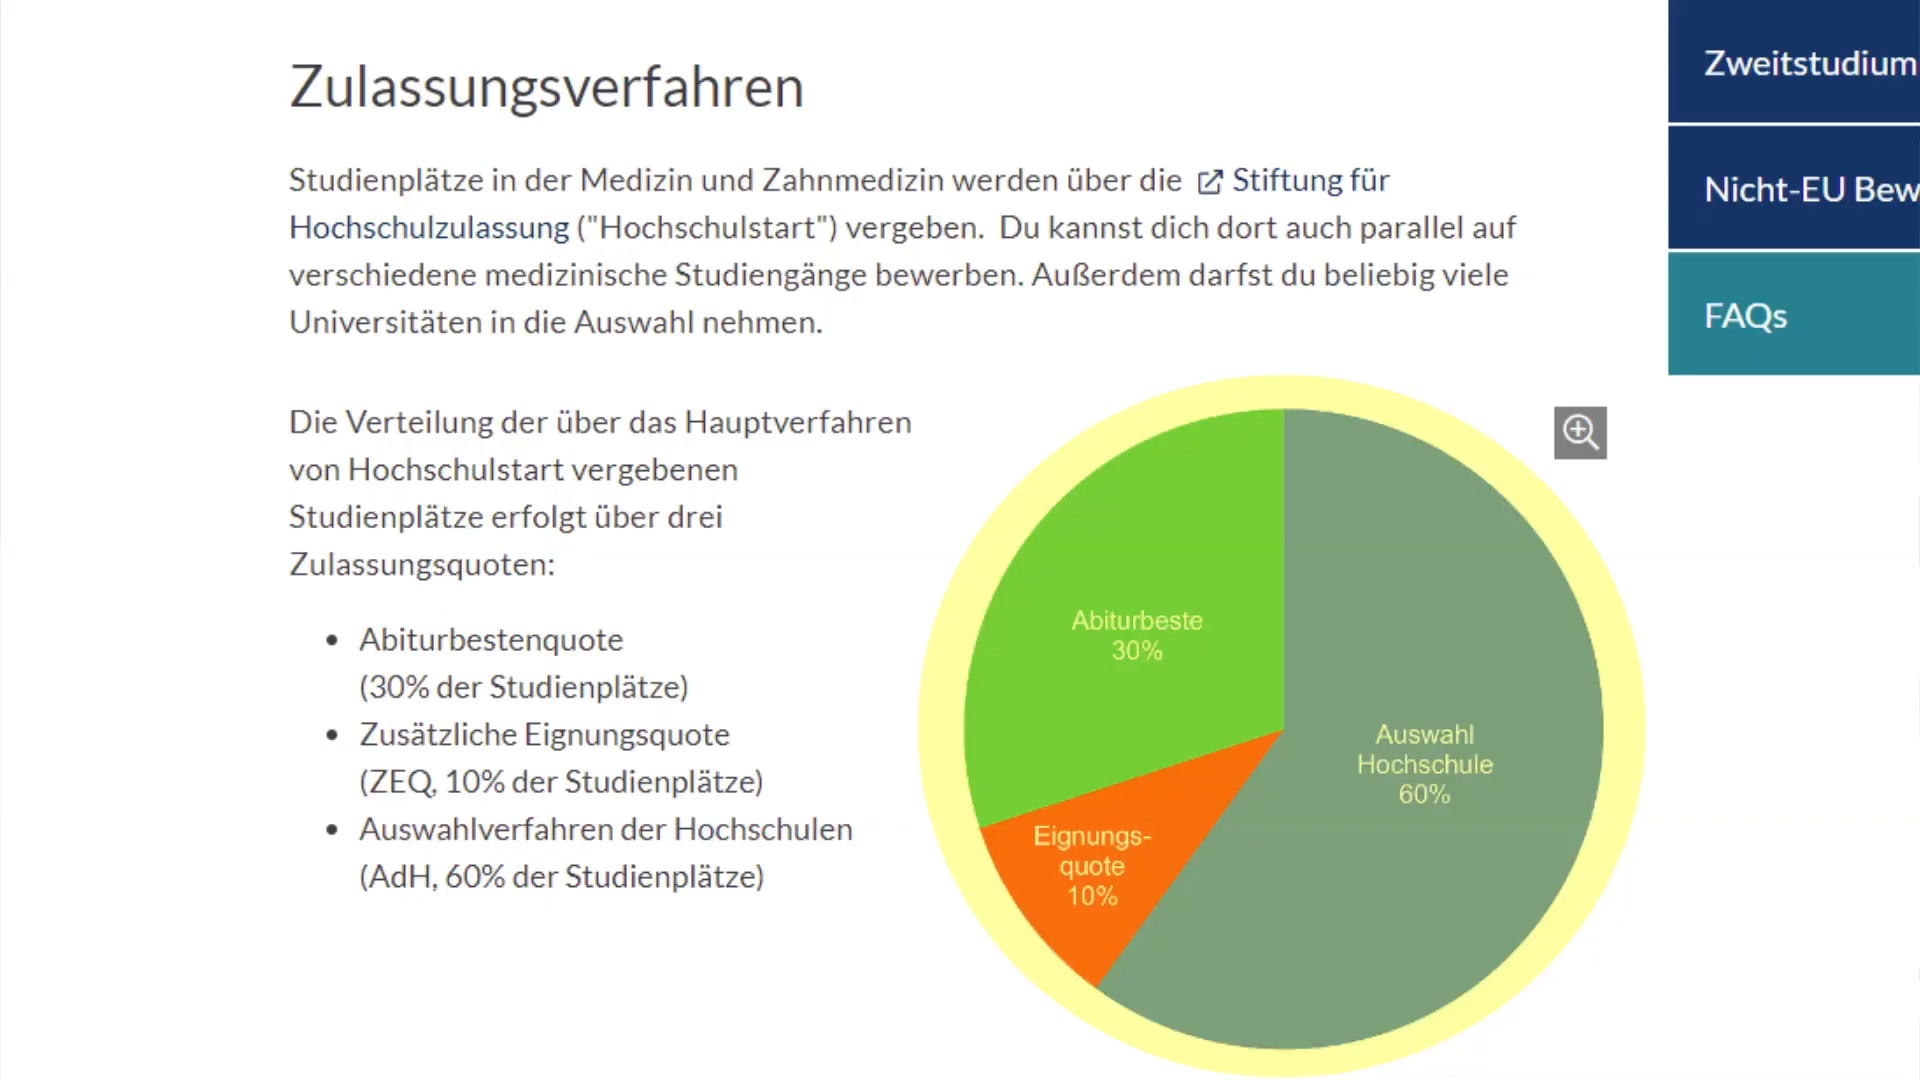 Zulassungsverfahren
Studienplätze in der Medizin und Zahnmedizin werden über die Stiftung für
Hochschulzulassung ("Hochschulstart") vergeben. Du kannst dich dort auch parallel auf
verschiedene medizinische Studiengänge bewerben. Außerdem darfst du beliebig viele
Universitäten in die Auswahl nehmen.
Die Verteilung der über das Hauptverfahren
von Hochschulstart vergebenen
Studienplätze erfolgt über drei
Zulassungsquoten:
• Abiturbestenquote
(30% der Studienplätze)
• Zusätzliche Eignungsquote
(ZEQ, 10% der Studienplätze)
• Auswahlverfahren der Hochschulen
(AdH, 60% der Studienplätze)
Abiturbeste
30%
Auswahl
Hochschule
60%
Eignungs-
quote
10%
Zweitstudium
Nicht-EU Bew
FAQs